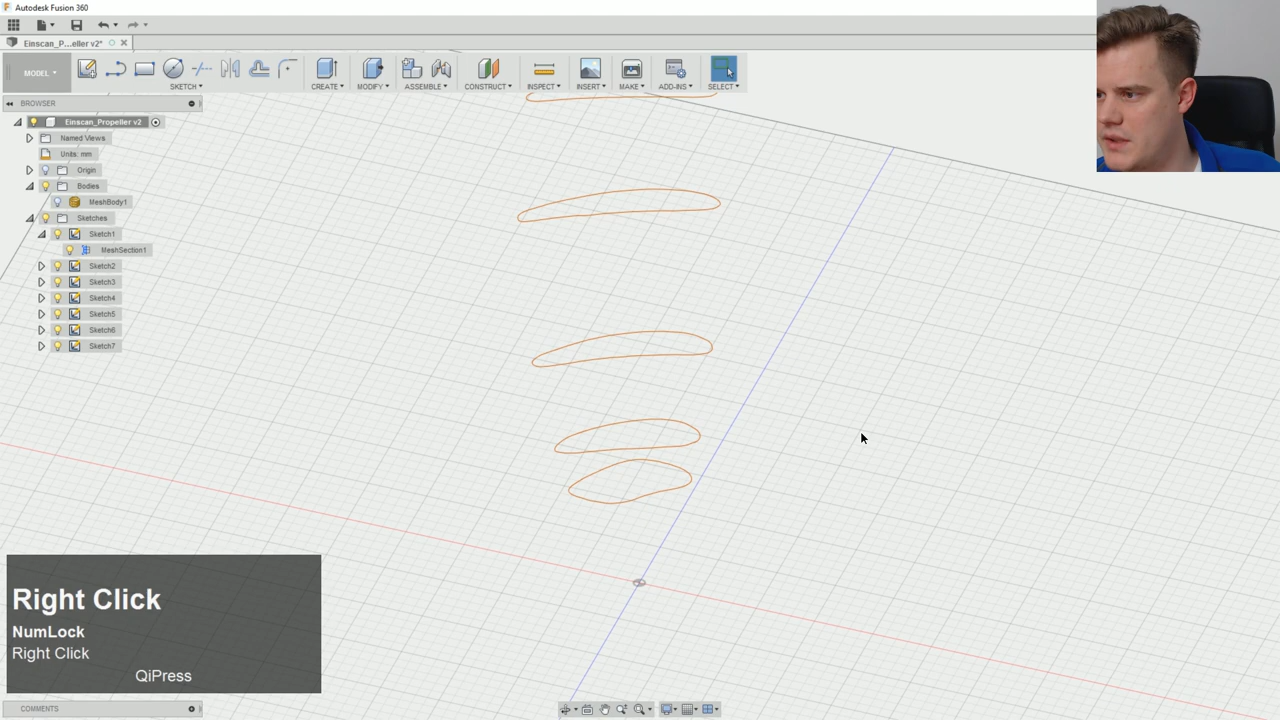 Autodesk Fusion 360
Einscan_P...eller v2*
MODEL
SKETCH
CREATE
MODIFY
ASSEMBLE
CONSTRUCT
INSPECT
INSERT
MAKE
ADD-INS
SELECT
BROWSER
Einscan_Propeller v2
Named Views
Units: mm
Origin
Bodies
MeshBody1
Sketches
Sketch1
MeshSection1
Sketch2
Sketch3
Sketch4
Sketch5
Sketch6
Sketch7
Right Click
NumLock
Right Click
QiPress
COMMENTS